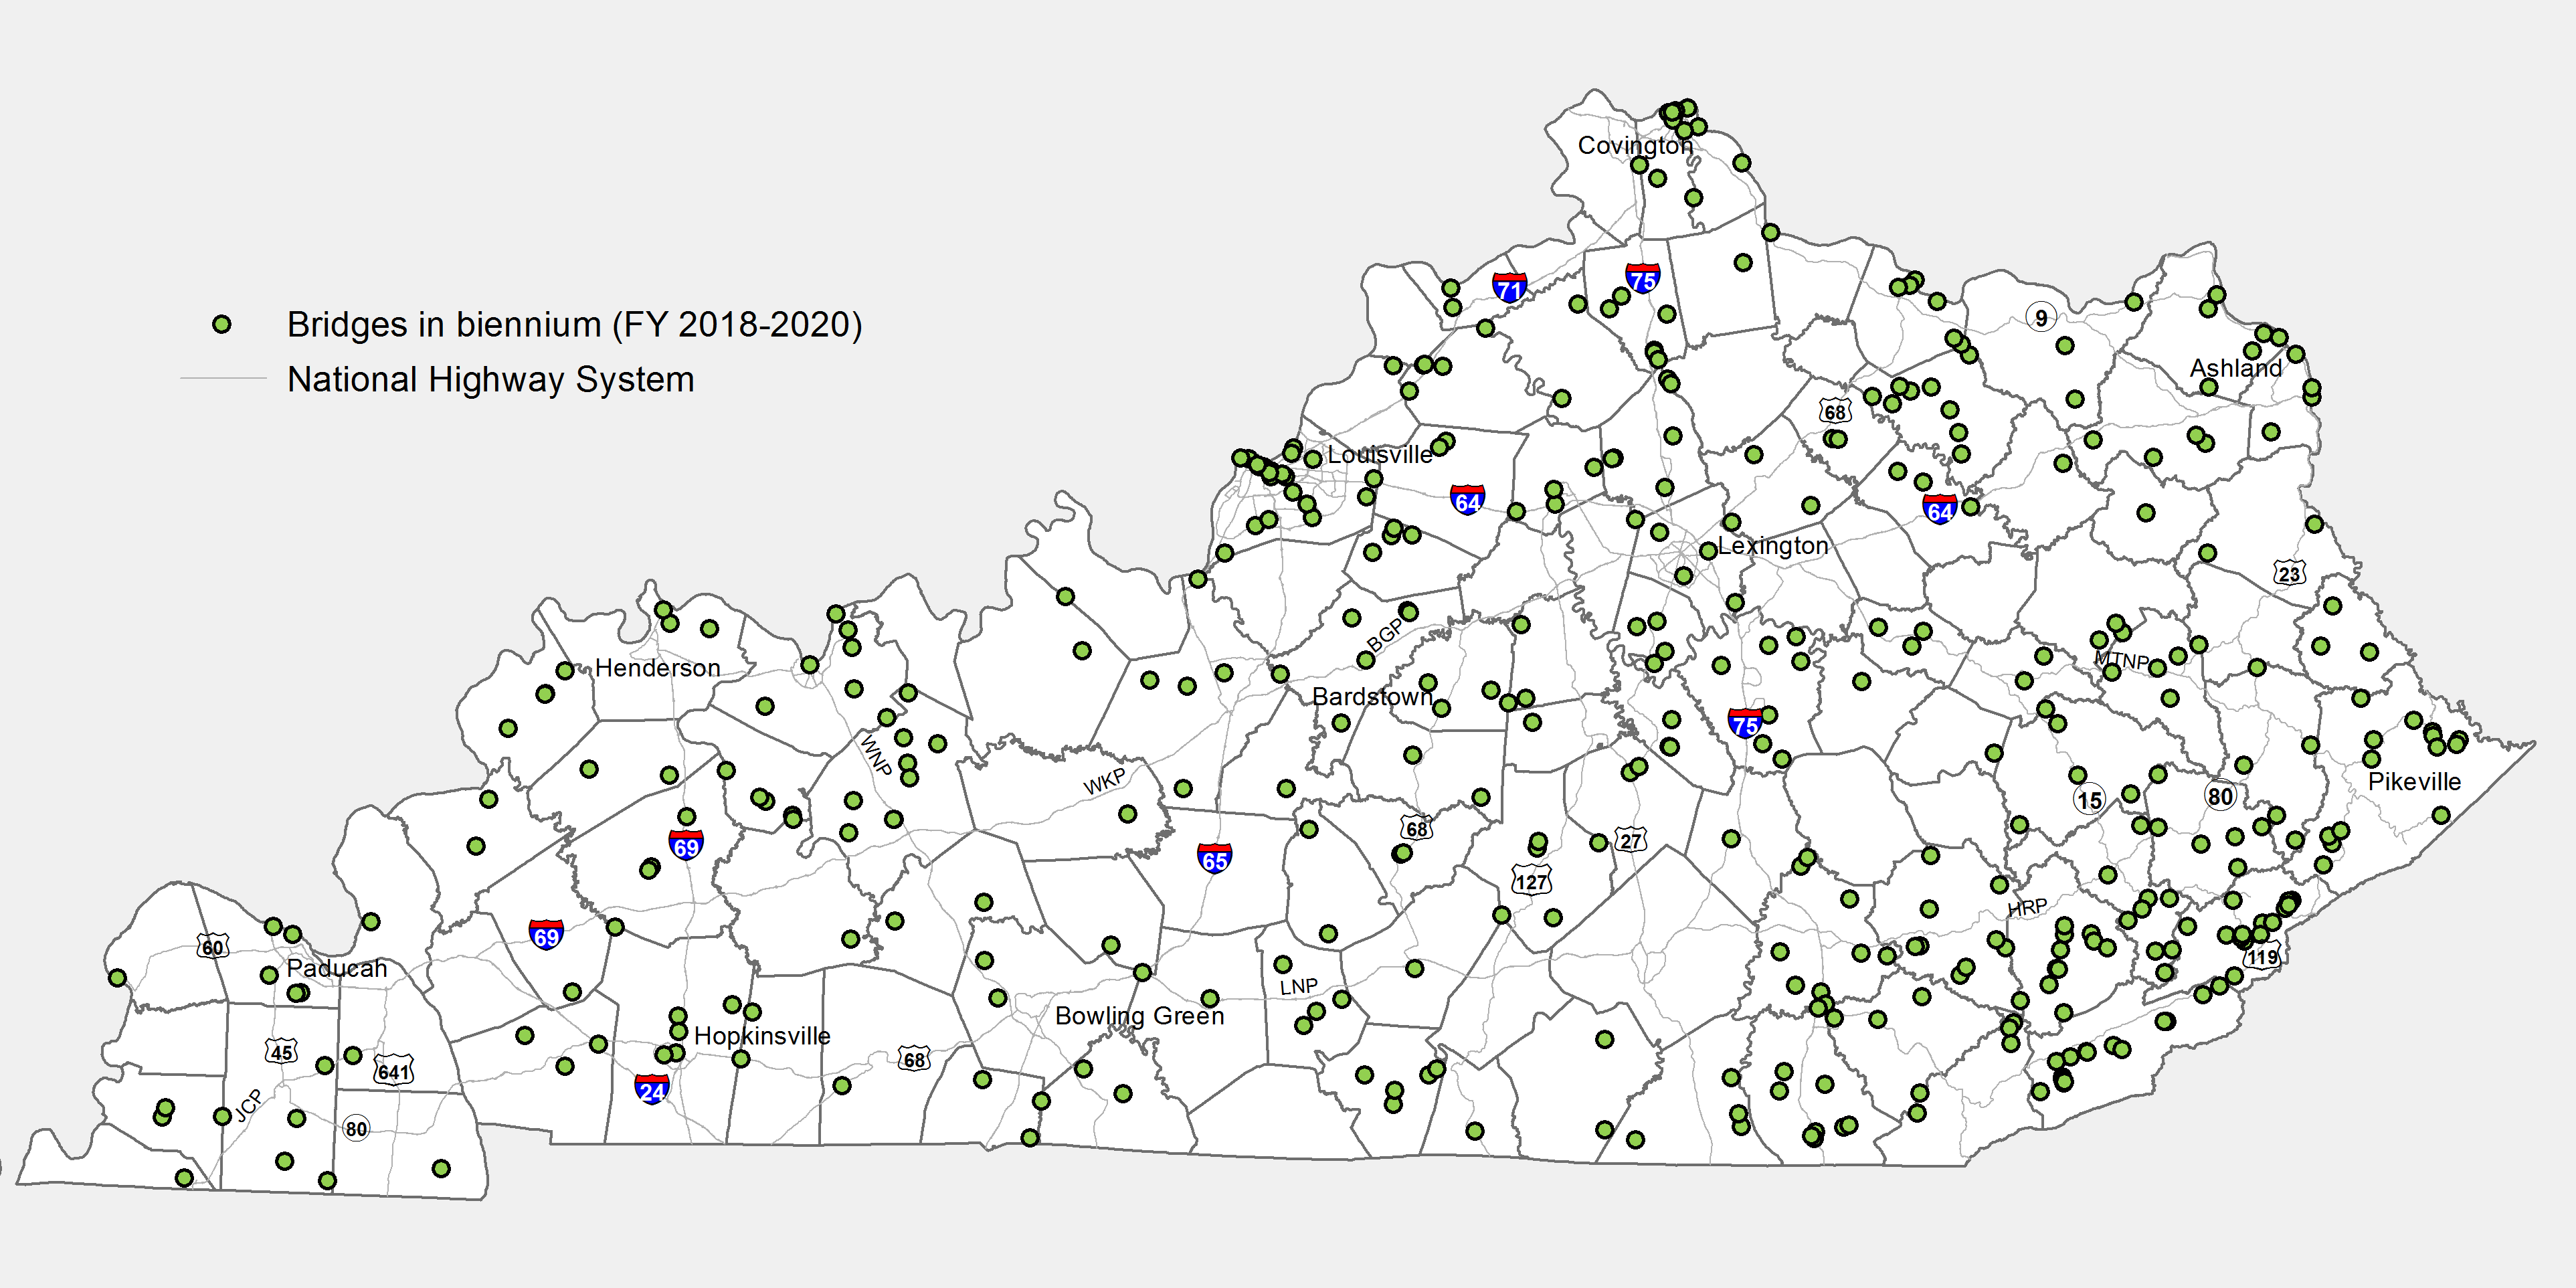 Covington
71
75
Bridges in biennium (FY 2018-2020)
9
National Highway System
Ashland
68
Louisville
64
64
Lexington
23
BGP
Henderson
MTNP
Bardstown
75
WNP
WKP
Pikeville
15
80
68
27
69
65
127
HRP
69
60
119
Paducah
LNP
Bowling Green
Hopkinsville
45
68
641
24
JCP
80